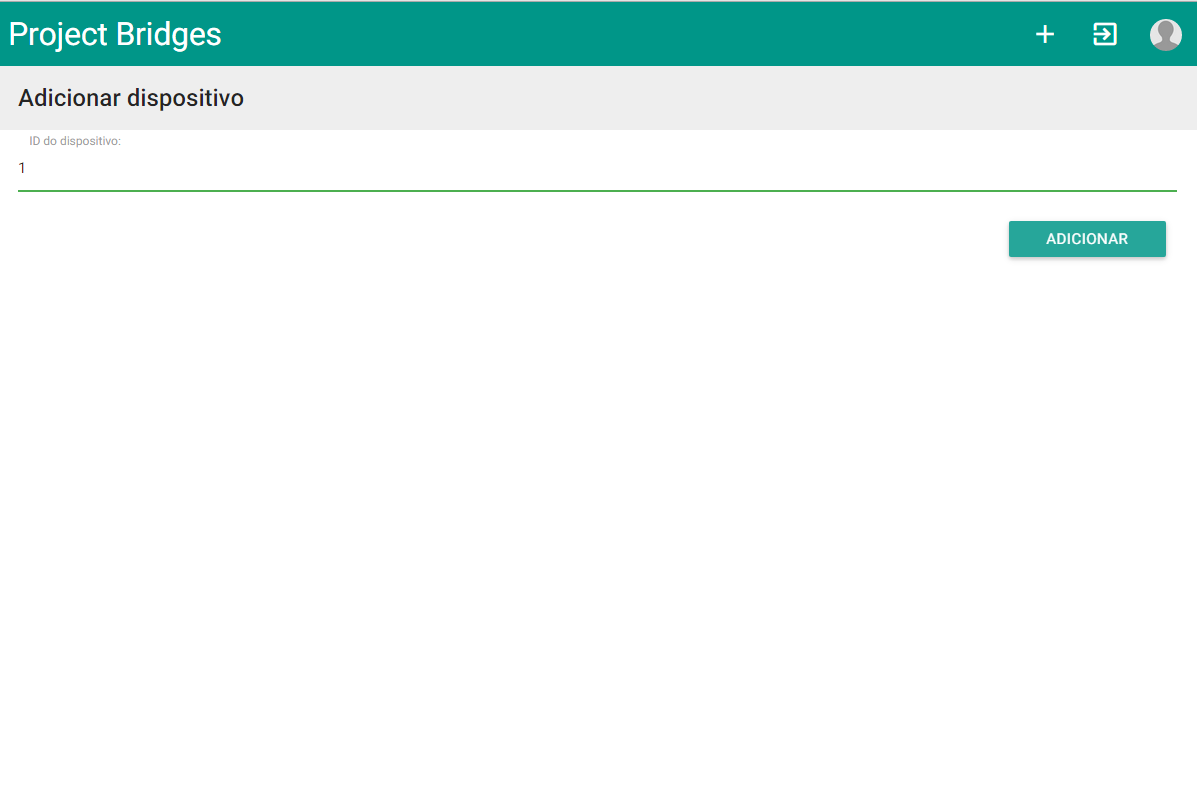 Project Bridges
Adicionar dispositivo
ID do dispositivo:
1
ADICIONAR